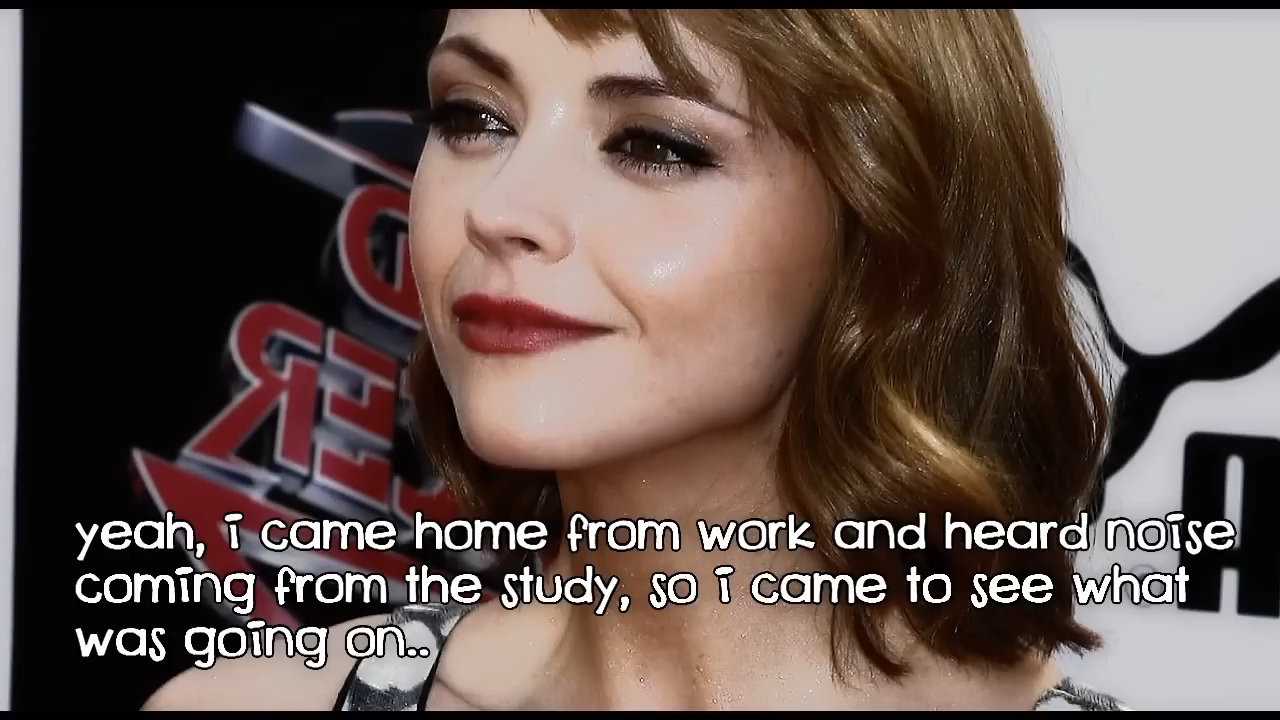 yeah, i came home from work and heard noise
coming from the study, so i came to see what
was going on..